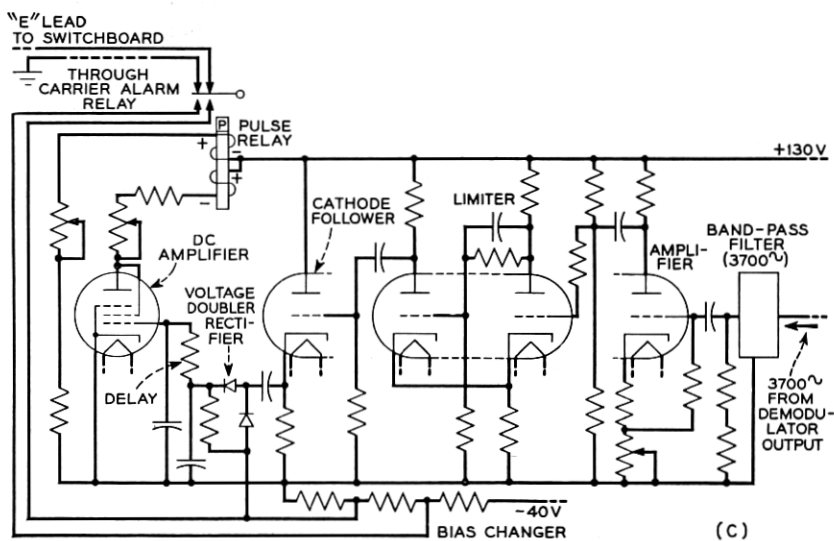 "E" LEAD
TO SWITCHBOARD
THROUGH
CARRIER ALARM
RELAY
P
PULSE
RELAY
+
−
+
−
+130 V
CATHODE
FOLLOWER
LIMITER
AMPLI-
FIER
BAND-PASS
FILTER
(3700~)
DC
AMPLIFIER
VOLTAGE
DOUBLER
RECTI-
FIER
DELAY
3700~
FROM
DEMODU-
LATOR
OUTPUT
−40V
BIAS CHANGER
(C)